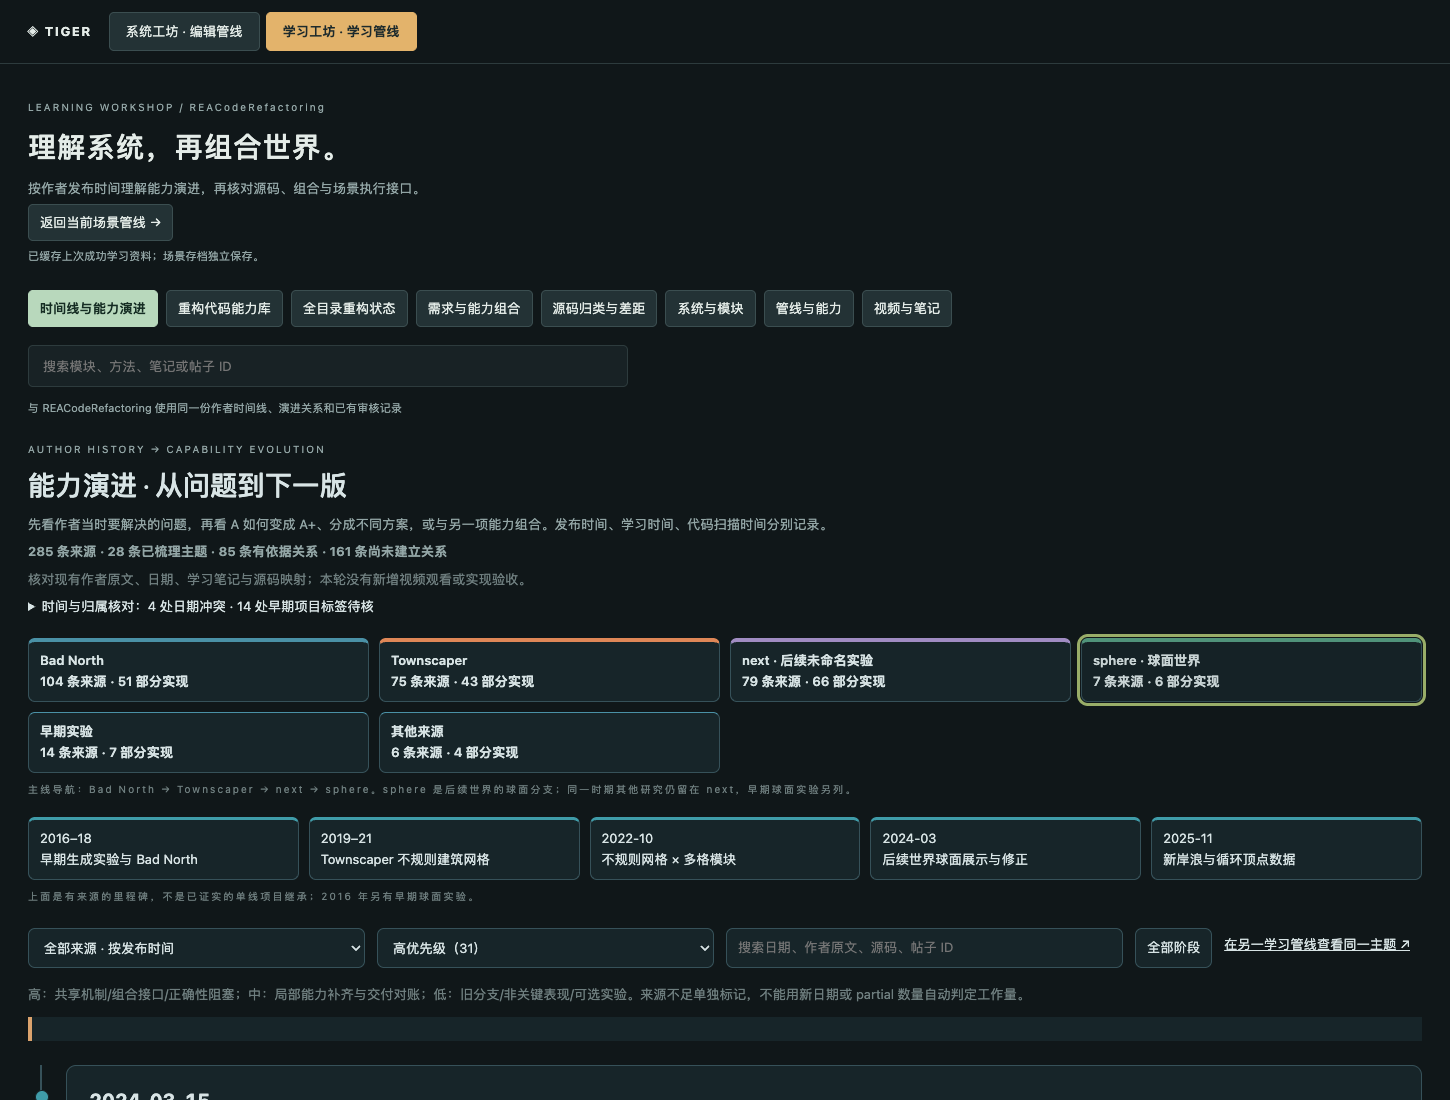 ◈ TIGER
系统工坊 · 编辑管线
学习工坊 · 学习管线
LEARNING WORKSHOP / REACodeRefactoring
理解系统，再组合世界。
按作者发布时间理解能力演进，再核对源码、组合与场景执行接口。
返回当前场景管线 →
已缓存上次成功学习资料；场景存档独立保存。
时间线与能力演进
重构代码能力库
全目录重构状态
需求与能力组合
源码归类与差距
系统与模块
管线与能力
视频与笔记
搜索模块、方法、笔记或帖子 ID
与 REACodeRefactoring 使用同一份作者时间线、演进关系和已有审核记录
AUTHOR HISTORY → CAPABILITY EVOLUTION
能力演进 · 从问题到下一版
先看作者当时要解决的问题，再看 A 如何变成 A+、分成不同方案，或与另一项能力组合。发布时间、学习时间、代码扫描时间分别记录。
285 条来源 · 28 条已梳理主题 · 85 条有依据关系 · 161 条尚未建立关系
核对现有作者原文、日期、学习笔记与源码映射；本轮没有新增视频观看或实现验收。
▶ 时间与归属核对：4 处日期冲突 · 14 处早期项目标签待核
Bad North
104 条来源 · 51 部分实现
Townscaper
75 条来源 · 43 部分实现
next · 后续未命名实验
79 条来源 · 66 部分实现
sphere · 球面世界
7 条来源 · 6 部分实现
早期实验
14 条来源 · 7 部分实现
其他来源
6 条来源 · 4 部分实现
主线导航：Bad North → Townscaper → next → sphere。sphere 是后续世界的球面分支；同一时期其他研究仍留在 next，早期球面实验另列。
2016–18
早期生成实验与 Bad North
2019–21
Townscaper 不规则建筑网格
2022-10
不规则网格 × 多格模块
2024-03
后续世界球面展示与修正
2025-11
新岸浪与循环顶点数据
上面是有来源的里程碑，不是已证实的单线项目继承；2016 年另有早期球面实验。
全部来源 · 按发布时间
高优先级（31）
搜索日期、作者原文、源码、帖子 ID
全部阶段
在另一学习管线查看同一主题 ↗
高：共享机制/组合接口/正确性阻塞；中：局部能力补齐与交付对账；低：旧分支/非关键表现/可选实验。来源不足单独标记，不能用新日期或 partial 数量自动判定工作量。
2024-03-15